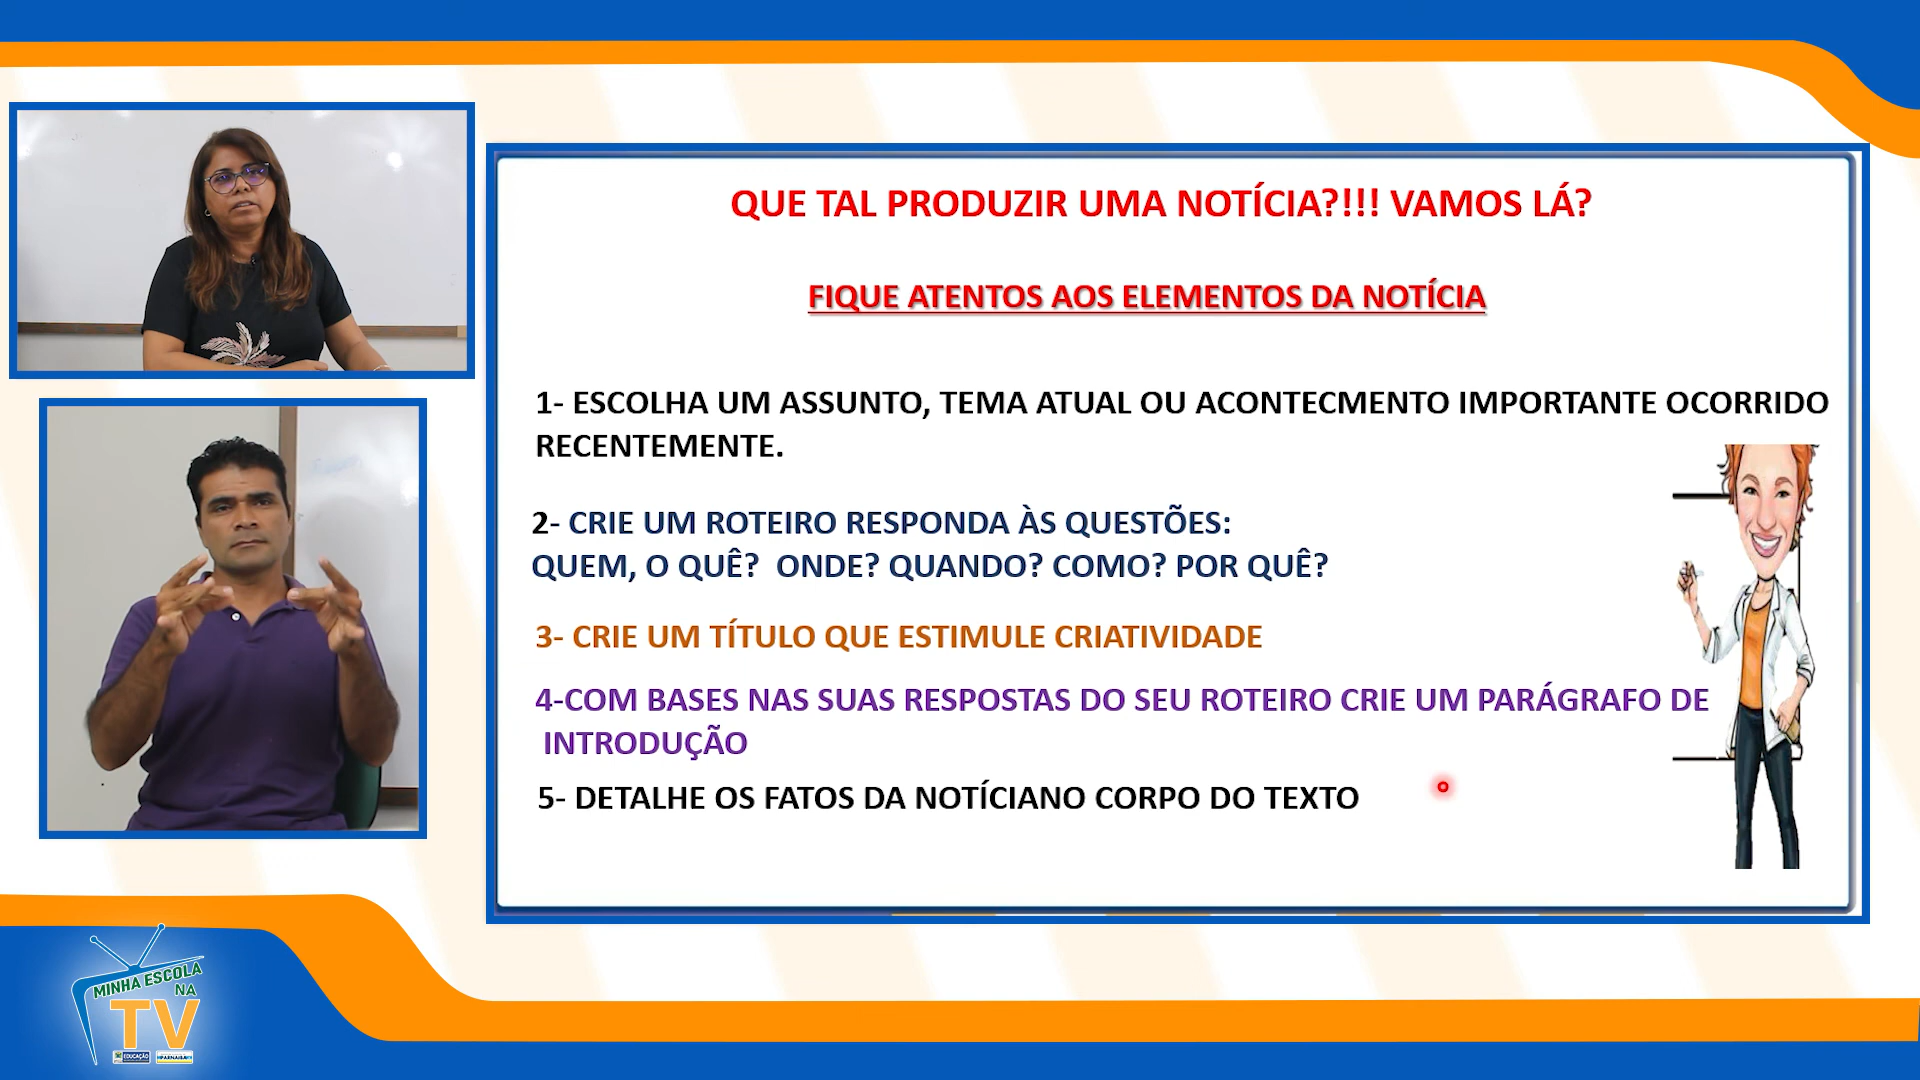 QUE TAL PRODUZIR UMA NOTÍCIA?!!! VAMOS LÁ?
FIQUE ATENTOS AOS ELEMENTOS DA NOTÍCIA
1- ESCOLHA UM ASSUNTO, TEMA ATUAL OU ACONTECMENTO IMPORTANTE OCORRIDO
RECENTEMENTE.
2- CRIE UM ROTEIRO RESPONDA ÀS QUESTÕES:
QUEM, O QUÊ? ONDE? QUANDO? COMO? POR QUÊ?
3- CRIE UM TÍTULO QUE ESTIMULE CRIATIVIDADE
4-COM BASES NAS SUAS RESPOSTAS DO SEU ROTEIRO CRIE UM PARÁGRAFO DE
INTRODUÇÃO
5- DETALHE OS FATOS DA NOTÍCIANO CORPO DO TEXTO
MINHA ESCOLA
NA
TV
EDUCAÇÃO
PARNAÍBA